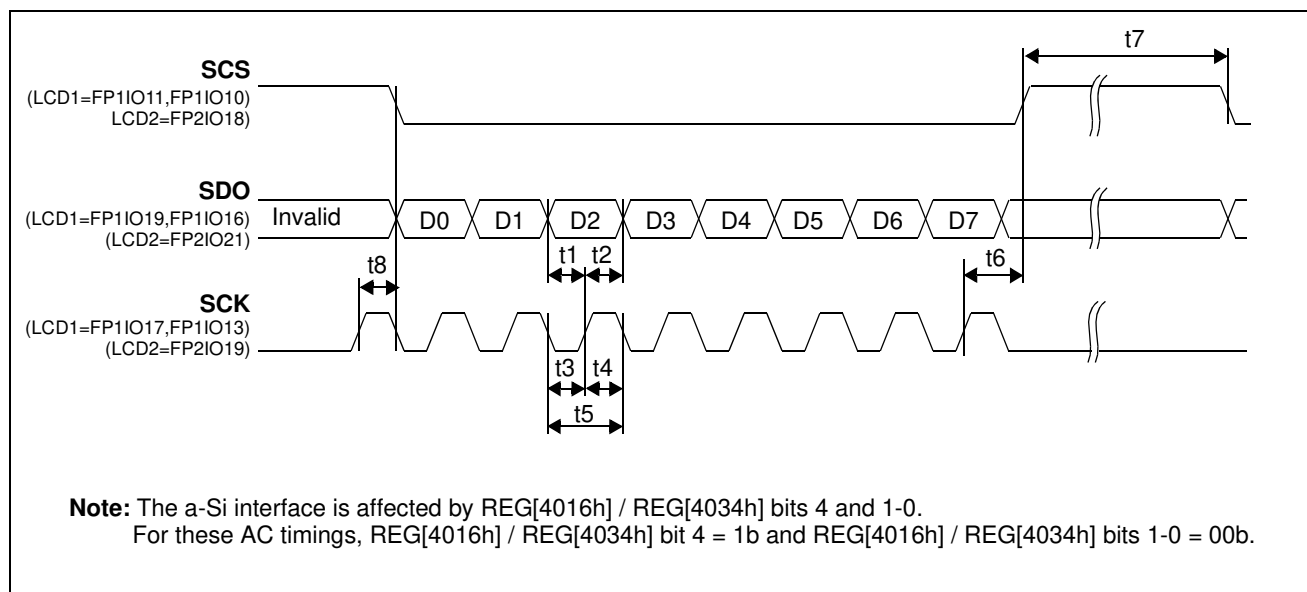 t7
SCS
(LCD1=FP1IO11,FP1IO10)
LCD2=FP2IO18)
SDO
(LCD1=FP1IO19,FP1IO16)
(LCD2=FP2IO21)
Invalid D0 D1 D2 D3 D4 D5 D6 D7
t1 t2 t6
t8
SCK
(LCD1=FP1IO17,FP1IO13)
(LCD2=FP2IO19)
t3 t4
t5
Note: The a-Si interface is affected by REG[4016h] / REG[4034h] bits 4 and 1-0.
For these AC timings, REG[4016h] / REG[4034h] bit 4 = 1b and REG[4016h] / REG[4034h] bits 1-0 = 00b.